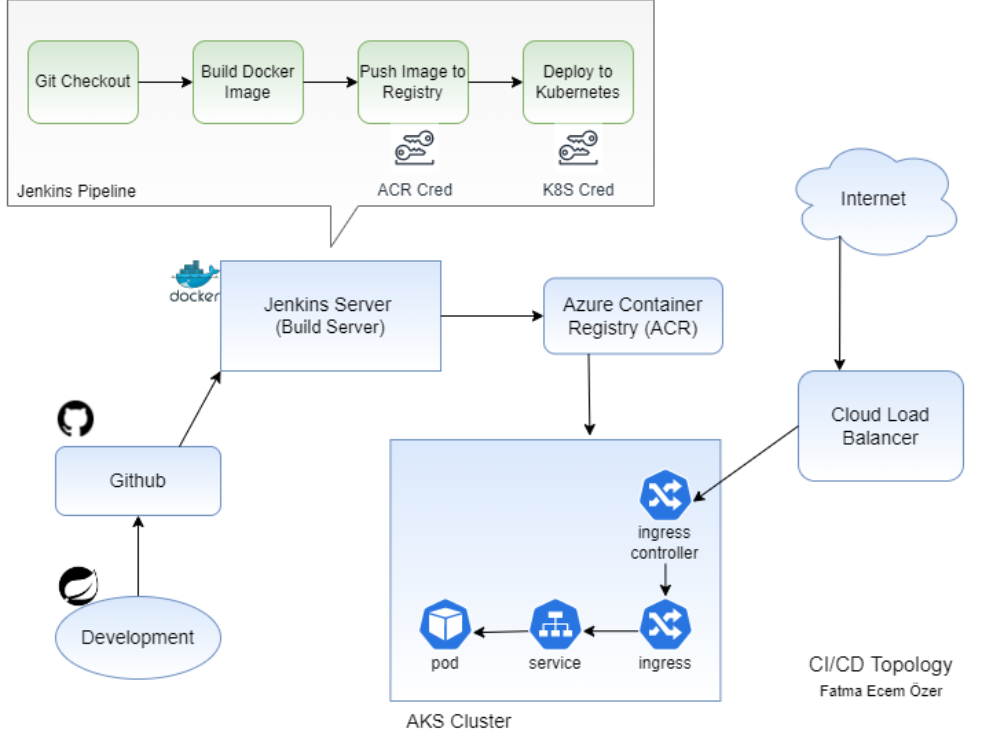 Git Checkout
Build Docker
Image
Push Image to
Registry
Deploy to
Kubernetes
ACR Cred
K8S Cred
Jenkins Pipeline
Internet
docker
Jenkins Server
(Build Server)
Azure Container
Registry (ACR)
Cloud Load
Balancer
Github
ingress
controller
Development
pod
service
ingress
AKS Cluster
CI/CD Topology
Fatma Ecem Özer